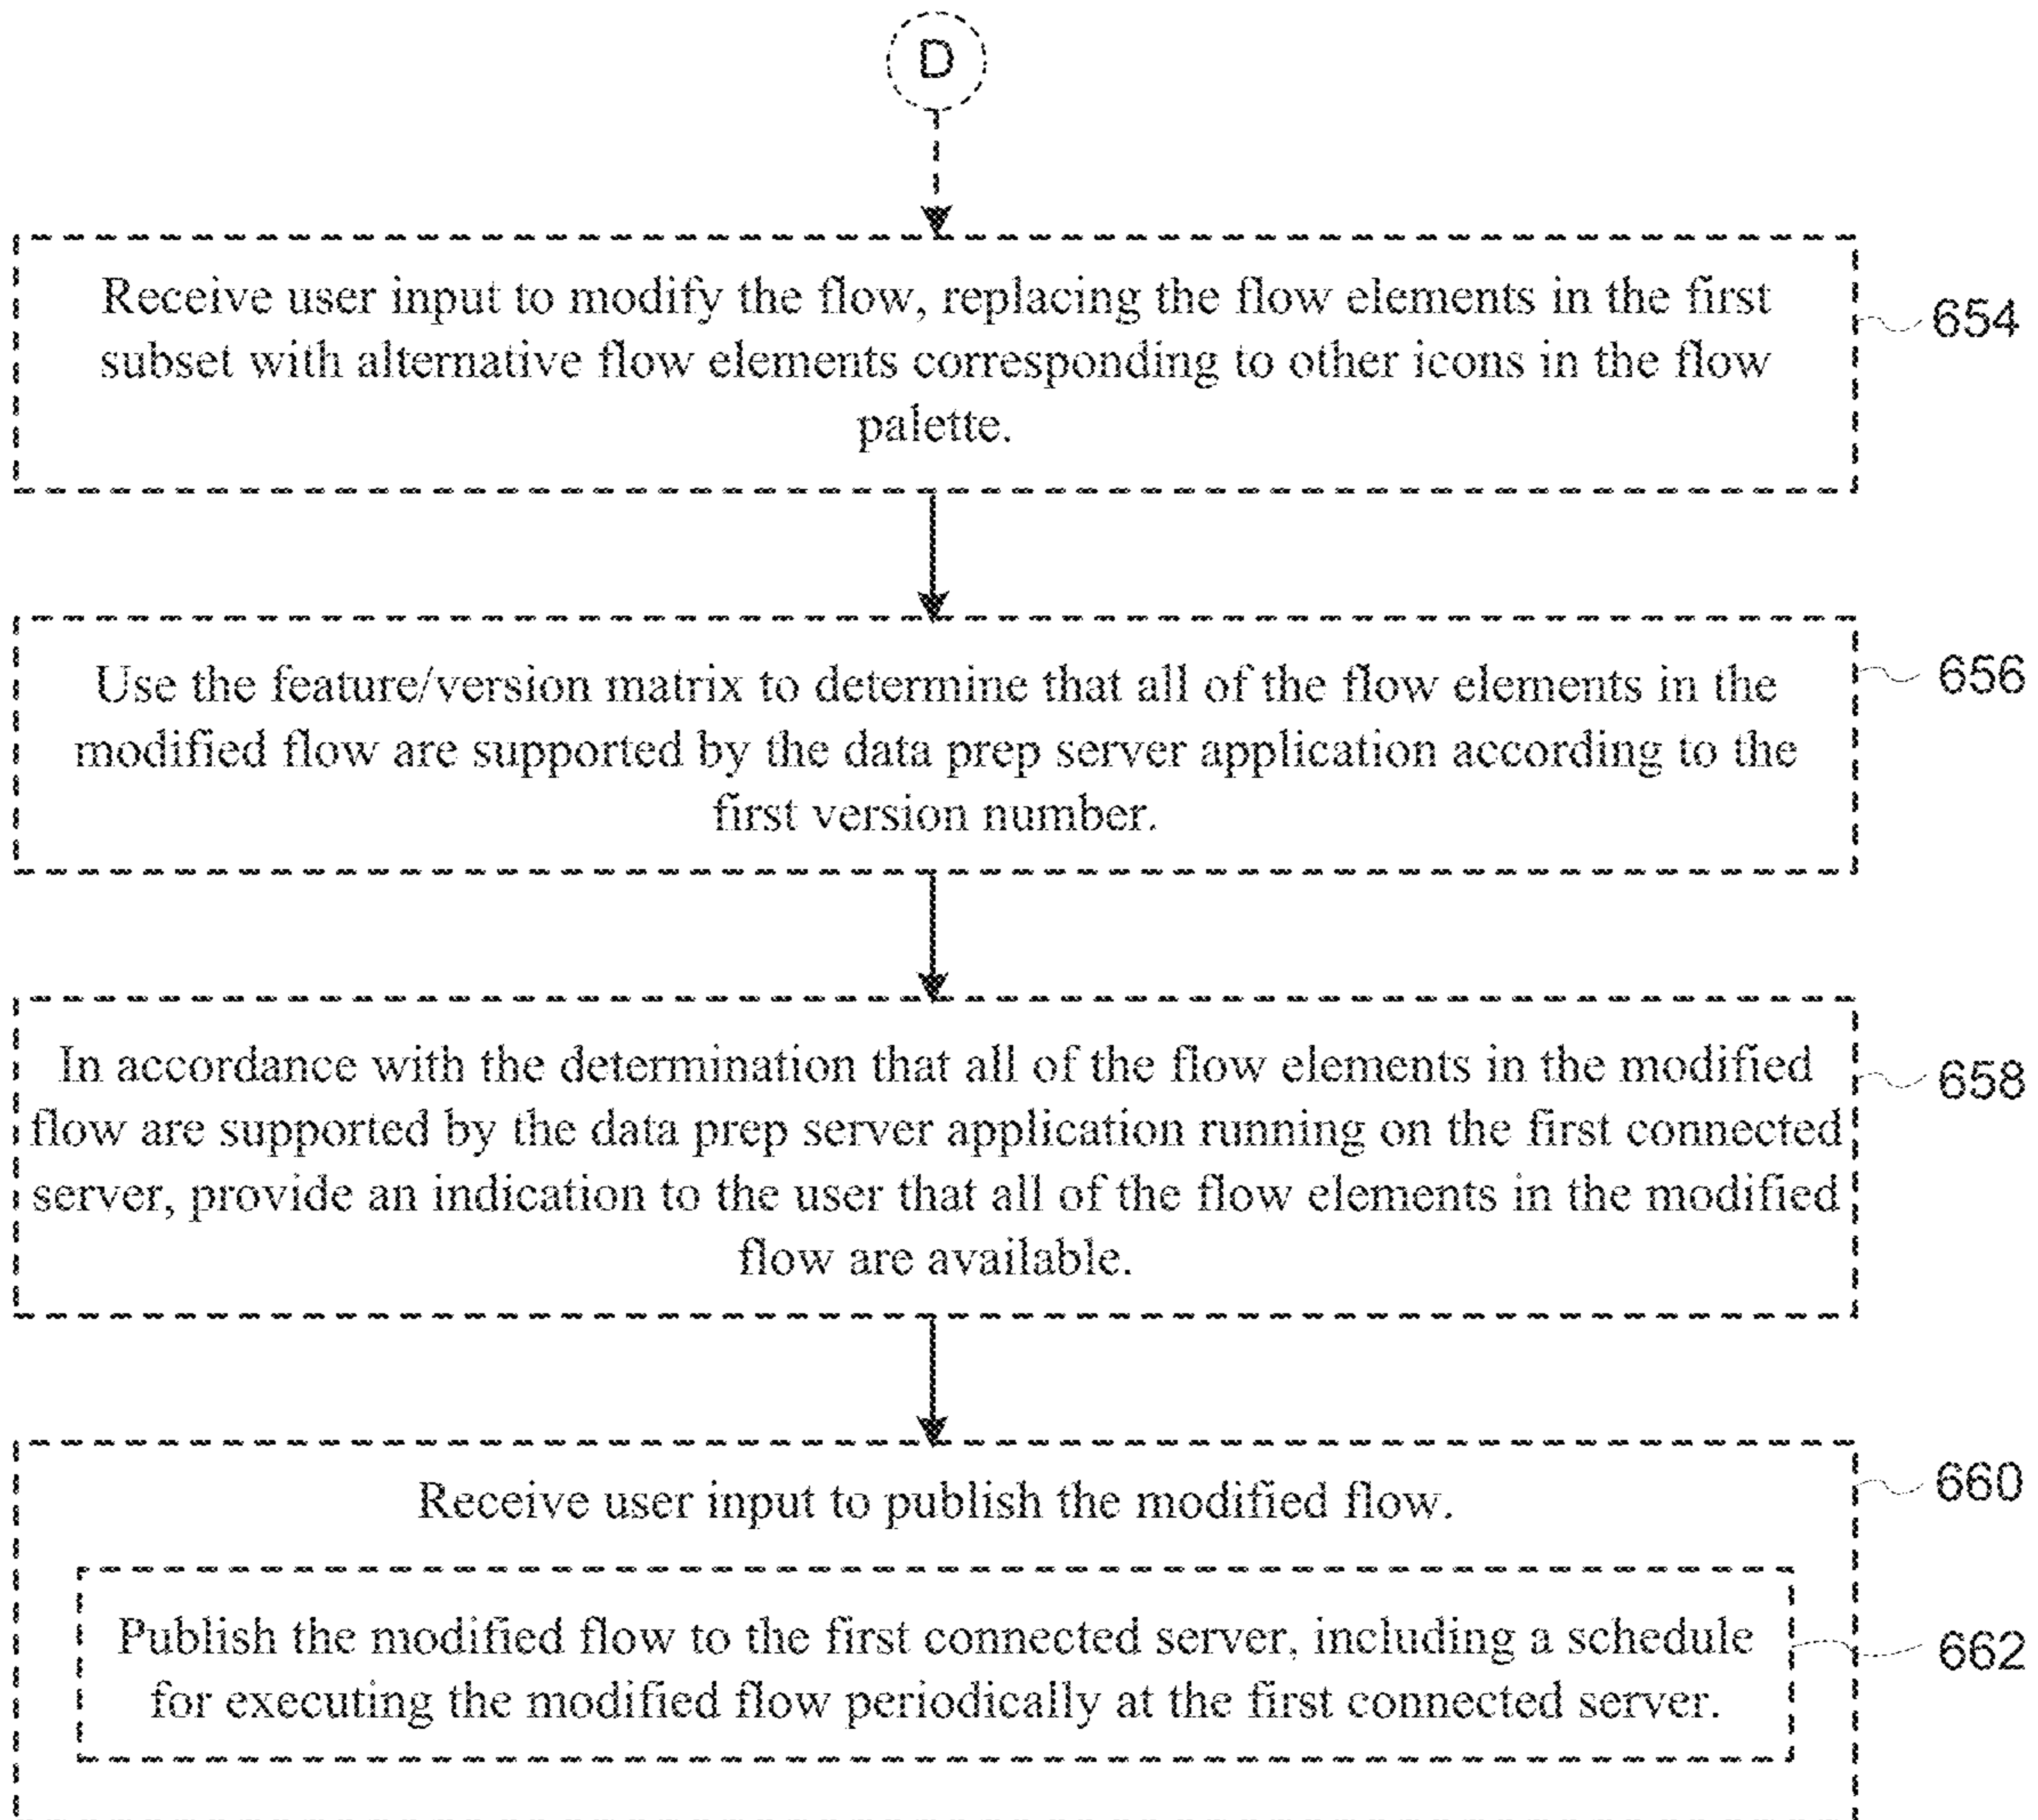 D
Receive user input to modify the flow, replacing the flow elements in the first
subset with alternative flow elements corresponding to other icons in the flow
palette.
654
Use the feature/version matrix to determine that all of the flow elements in the
modified flow are supported by the data prep server application according to the
first version number.
656
In accordance with the determination that all of the flow elements in the modified
flow are supported by the data prep server application running on the first connected
server, provide an indication to the user that all of the flow elements in the modified
flow are available.
658
Receive user input to publish the modified flow.
660
Publish the modified flow to the first connected server, including a schedule
for executing the modified flow periodically at the first connected server.
662